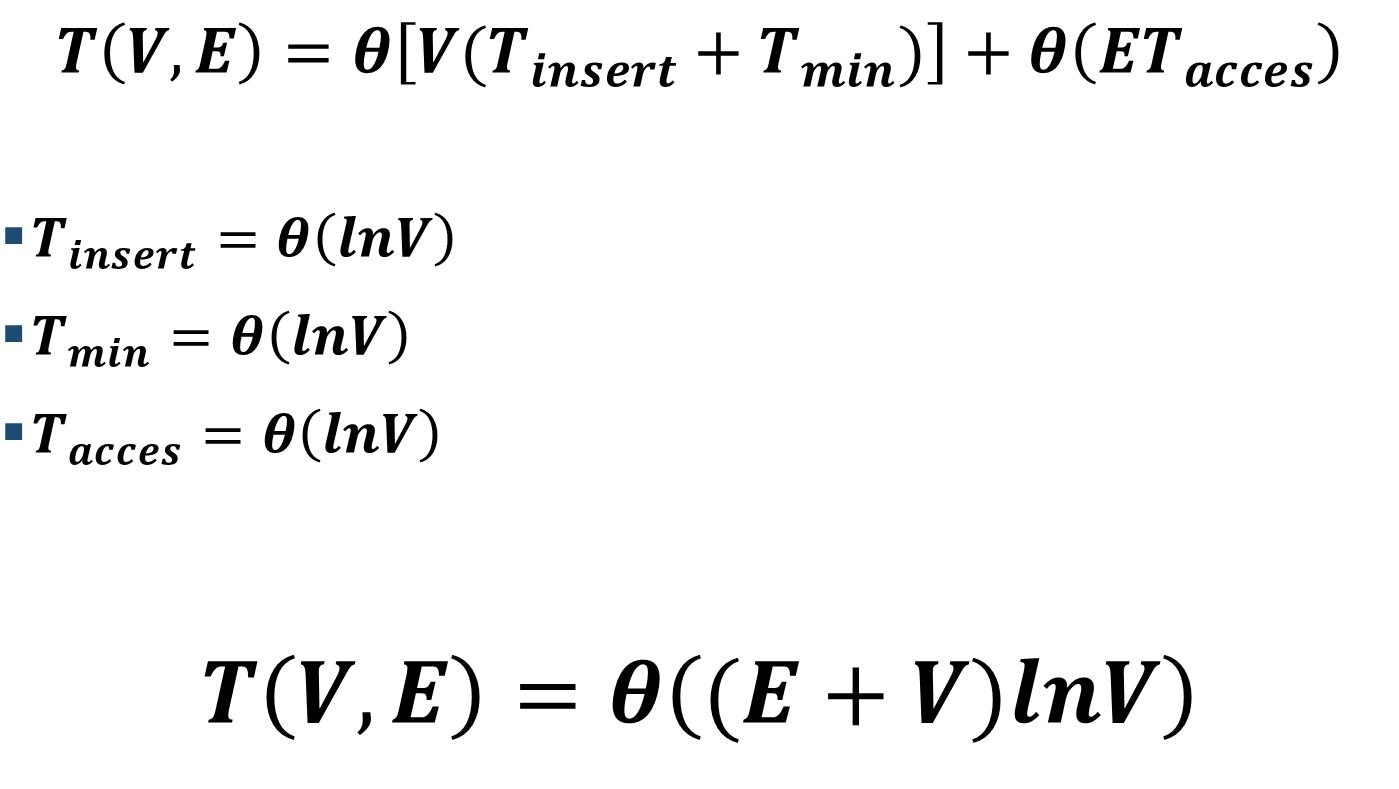 T(V,E) = θ[V(T_insert + T_min)] + θ(ET_acces)
▪T_insert = θ(lnV)
▪T_min = θ(lnV)
▪T_acces = θ(lnV)
T(V,E) = θ((E + V)lnV)